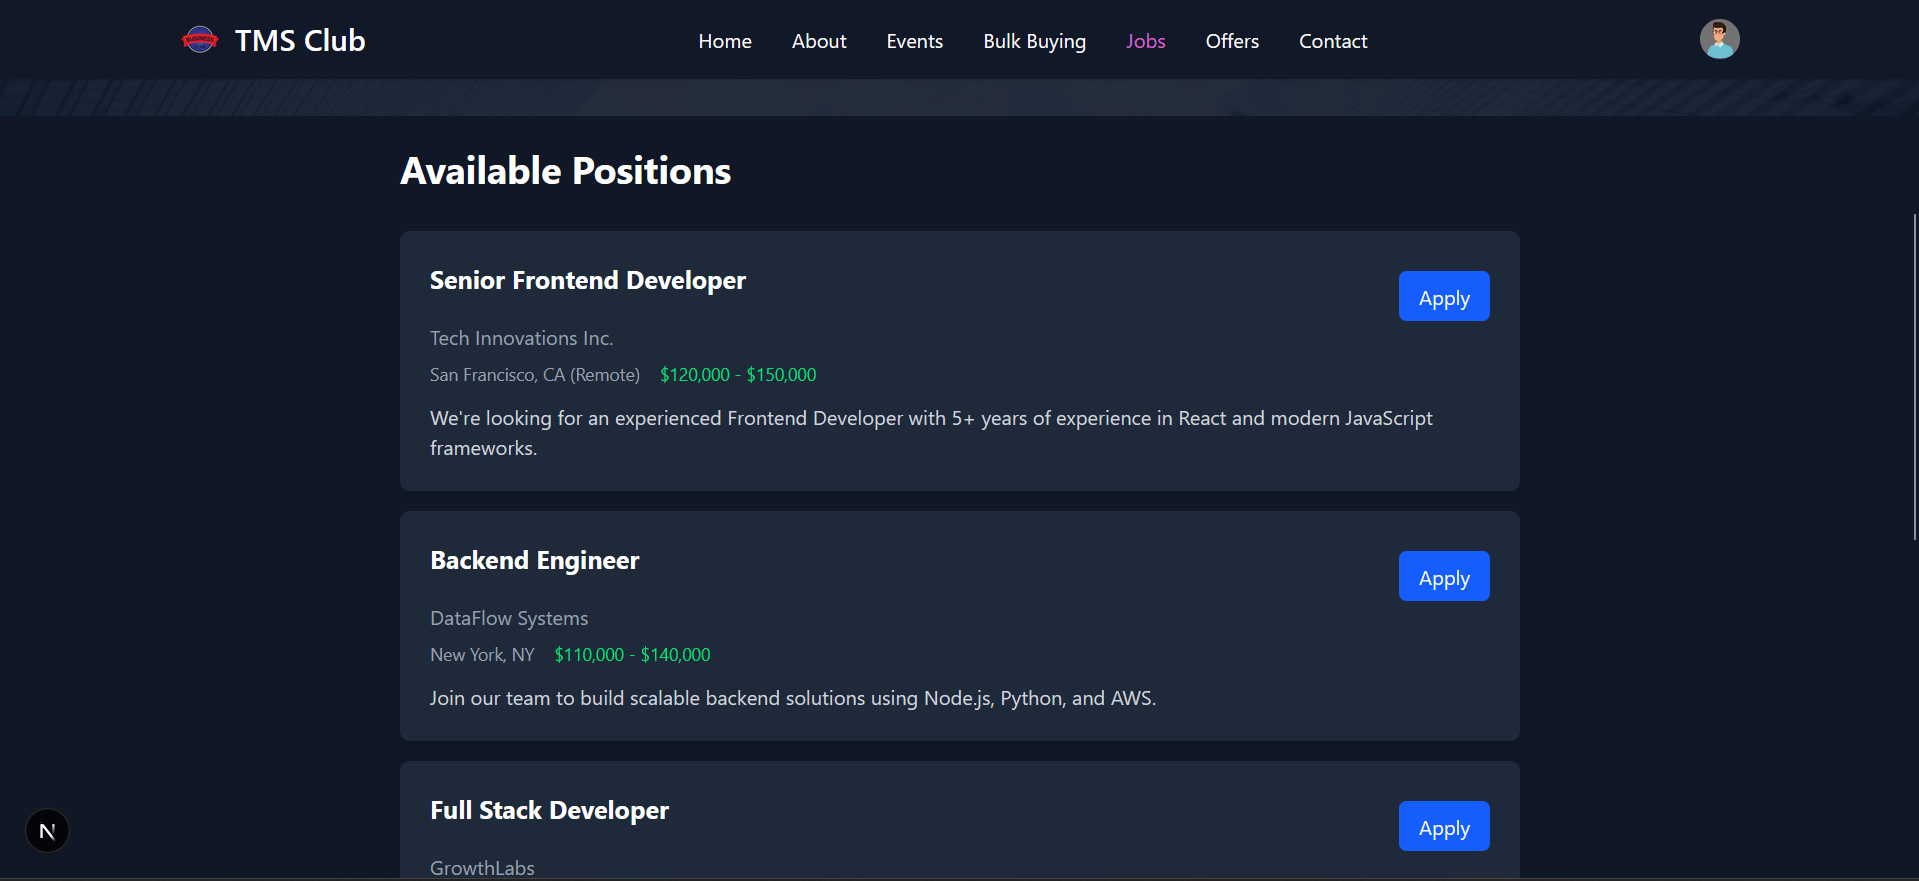 BUSINESS
TMS Club
Home
About
Events
Bulk Buying
Jobs
Offers
Contact
Available Positions
Senior Frontend Developer
Apply
Tech Innovations Inc.
San Francisco, CA (Remote) $120,000 - $150,000
We're looking for an experienced Frontend Developer with 5+ years of experience in React and modern JavaScript
frameworks.
Backend Engineer
Apply
DataFlow Systems
New York, NY $110,000 - $140,000
Join our team to build scalable backend solutions using Node.js, Python, and AWS.
Full Stack Developer
Apply
GrowthLabs
N